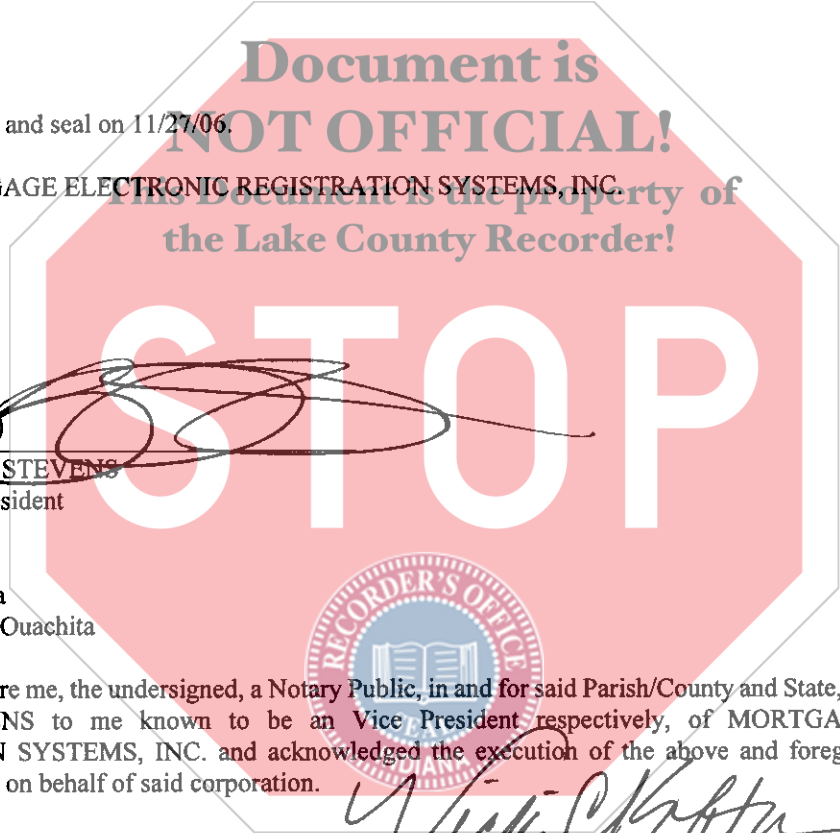 Document is
and seal on 11/27/06.
NOT OFFICIAL!
GAGE ELECTRONIC REGISTRATION SYSTEMS, INC.
This Document is the property of
the Lake County Recorder!
STOP
STEVENS
sident
a
Ouachita
RECORDER'S OFFICE
re me, the undersigned, a Notary Public, in and for said Parish/County and State,
NS to me known to be an Vice President respectively, of MORTGA
N SYSTEMS, INC. and acknowledged the execution of the above and foreg
SEAL
on behalf of said corporation.
INDIANA